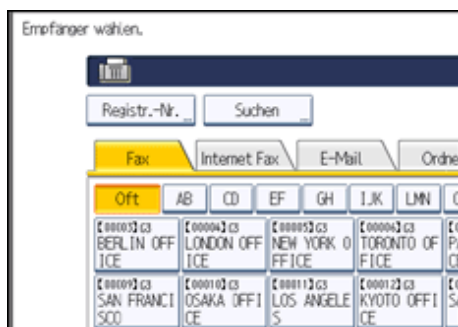 Empfänger wählen.
Registr.-Nr. Suchen
Fax Internet Fax E-Mail Ordne
Oft AB CD EF GH IJK LMN
【00003】G3 【00004】G3 【00005】G3 【00006】G3
BERLIN OFF LONDON OFF NEW YORK O TORONTO OF
ICE ICE FFICE FICE
【00009】G3 【00010】G3 【00011】G3 【00012】G3
SAN FRANCI OSAKA OFFI LOS ANGELE KYOTO OFFI
SCO CE S CE